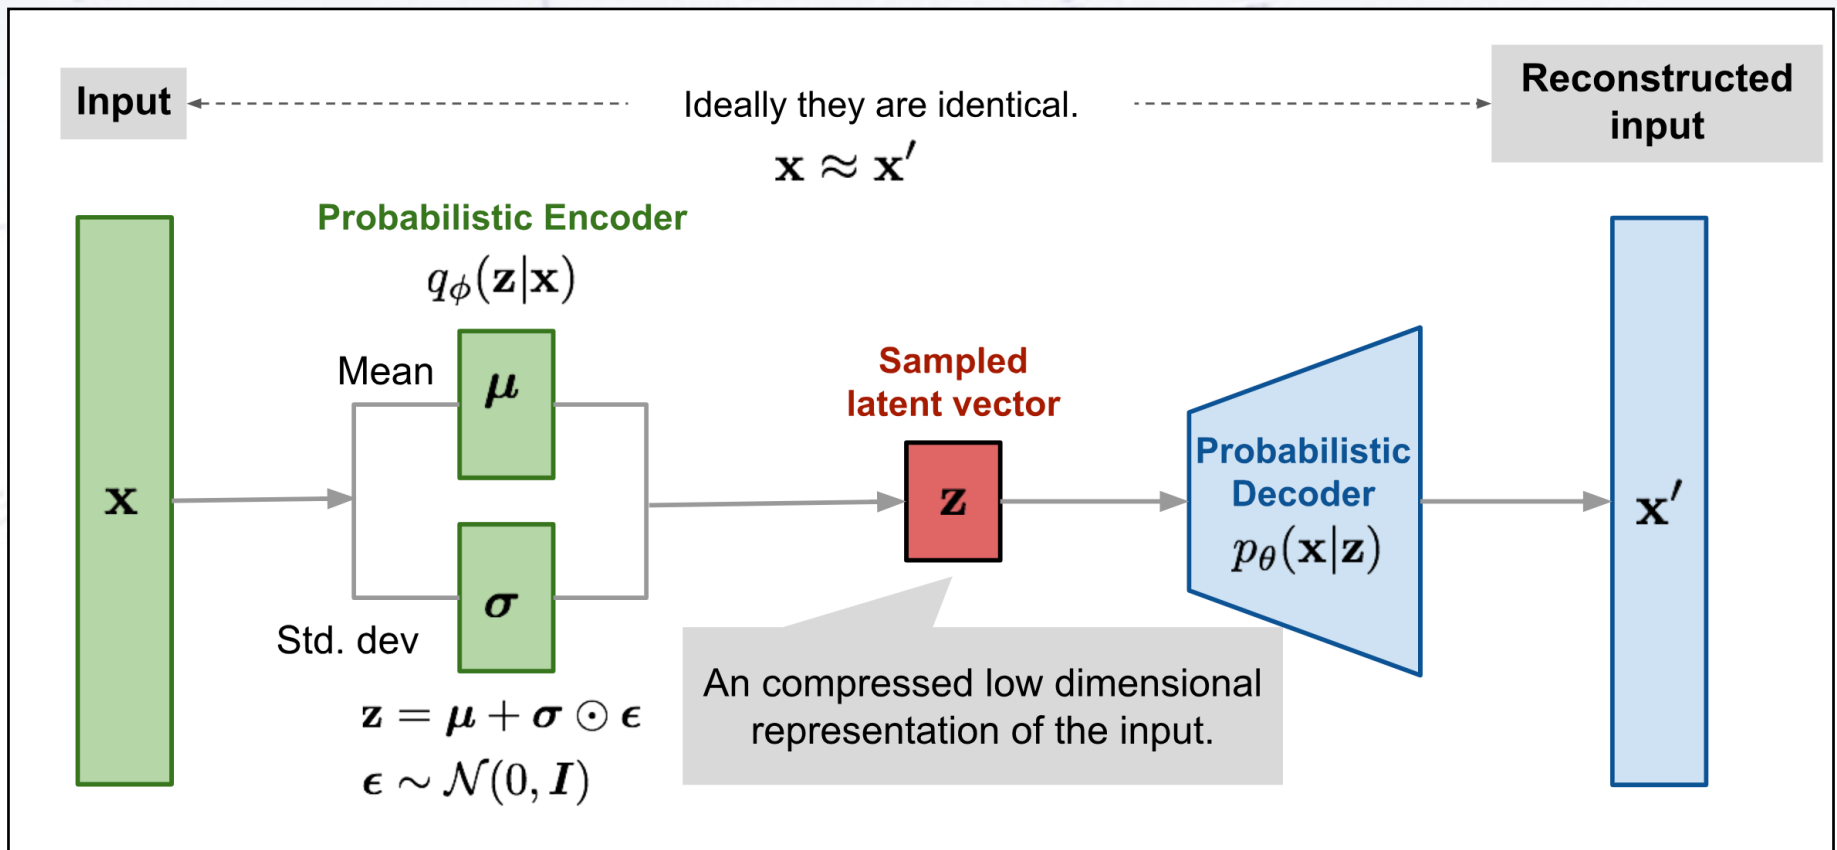 Input
Ideally they are identical.
x ≈ x′
Reconstructed
input
Probabilistic Encoder
qϕ(z|x)
Mean
μ
x
σ
Std. dev
z = μ + σ ⊙ ϵ
ϵ ∼ 𝒩(0, I)
Sampled
latent vector
z
An compressed low dimensional
representation of the input.
Probabilistic
Decoder
pθ(x|z)
x′